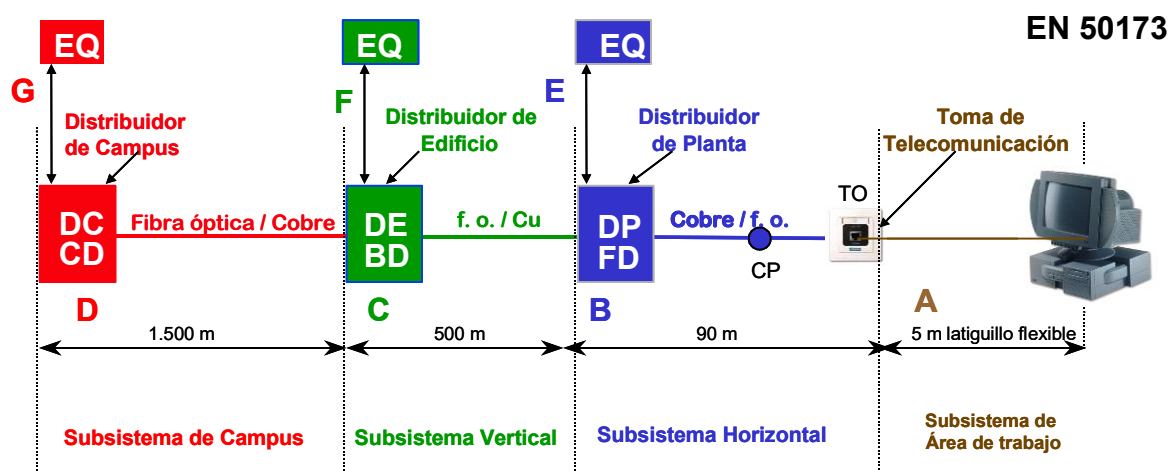 EN 50173
EQ
EQ
EQ
G
F
E
Distribuidor
de Campus
Distribuidor de
Edificio
Distribuidor
de Planta
Toma de
Telecomunicación
TO
DC
CD
Fibra óptica / Cobre
DE
BD
f. o. / Cu
DP
FD
Cobre / f. o.
CP
D
C
B
A
1.500 m
500 m
90 m
5 m latiguillo flexible
Subsistema de Campus
Subsistema Vertical
Subsistema Horizontal
Subsistema de
Área de trabajo